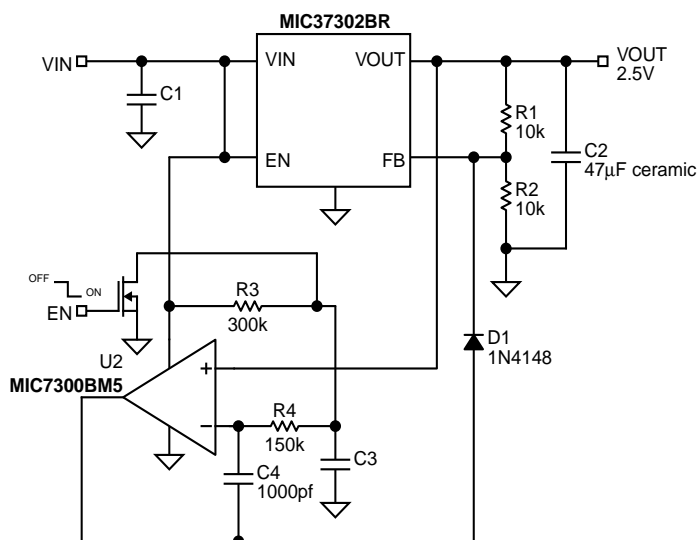 MIC37302BR
VIN
VIN
VOUT
VOUT
2.5V
C1
R1
10k
EN
FB
C2
47μF ceramic
R2
10k
OFF
ON
EN
R3
300k
U2
MIC7300BM5
D1
1N4148
+
−
R4
150k
C3
C4
1000pf